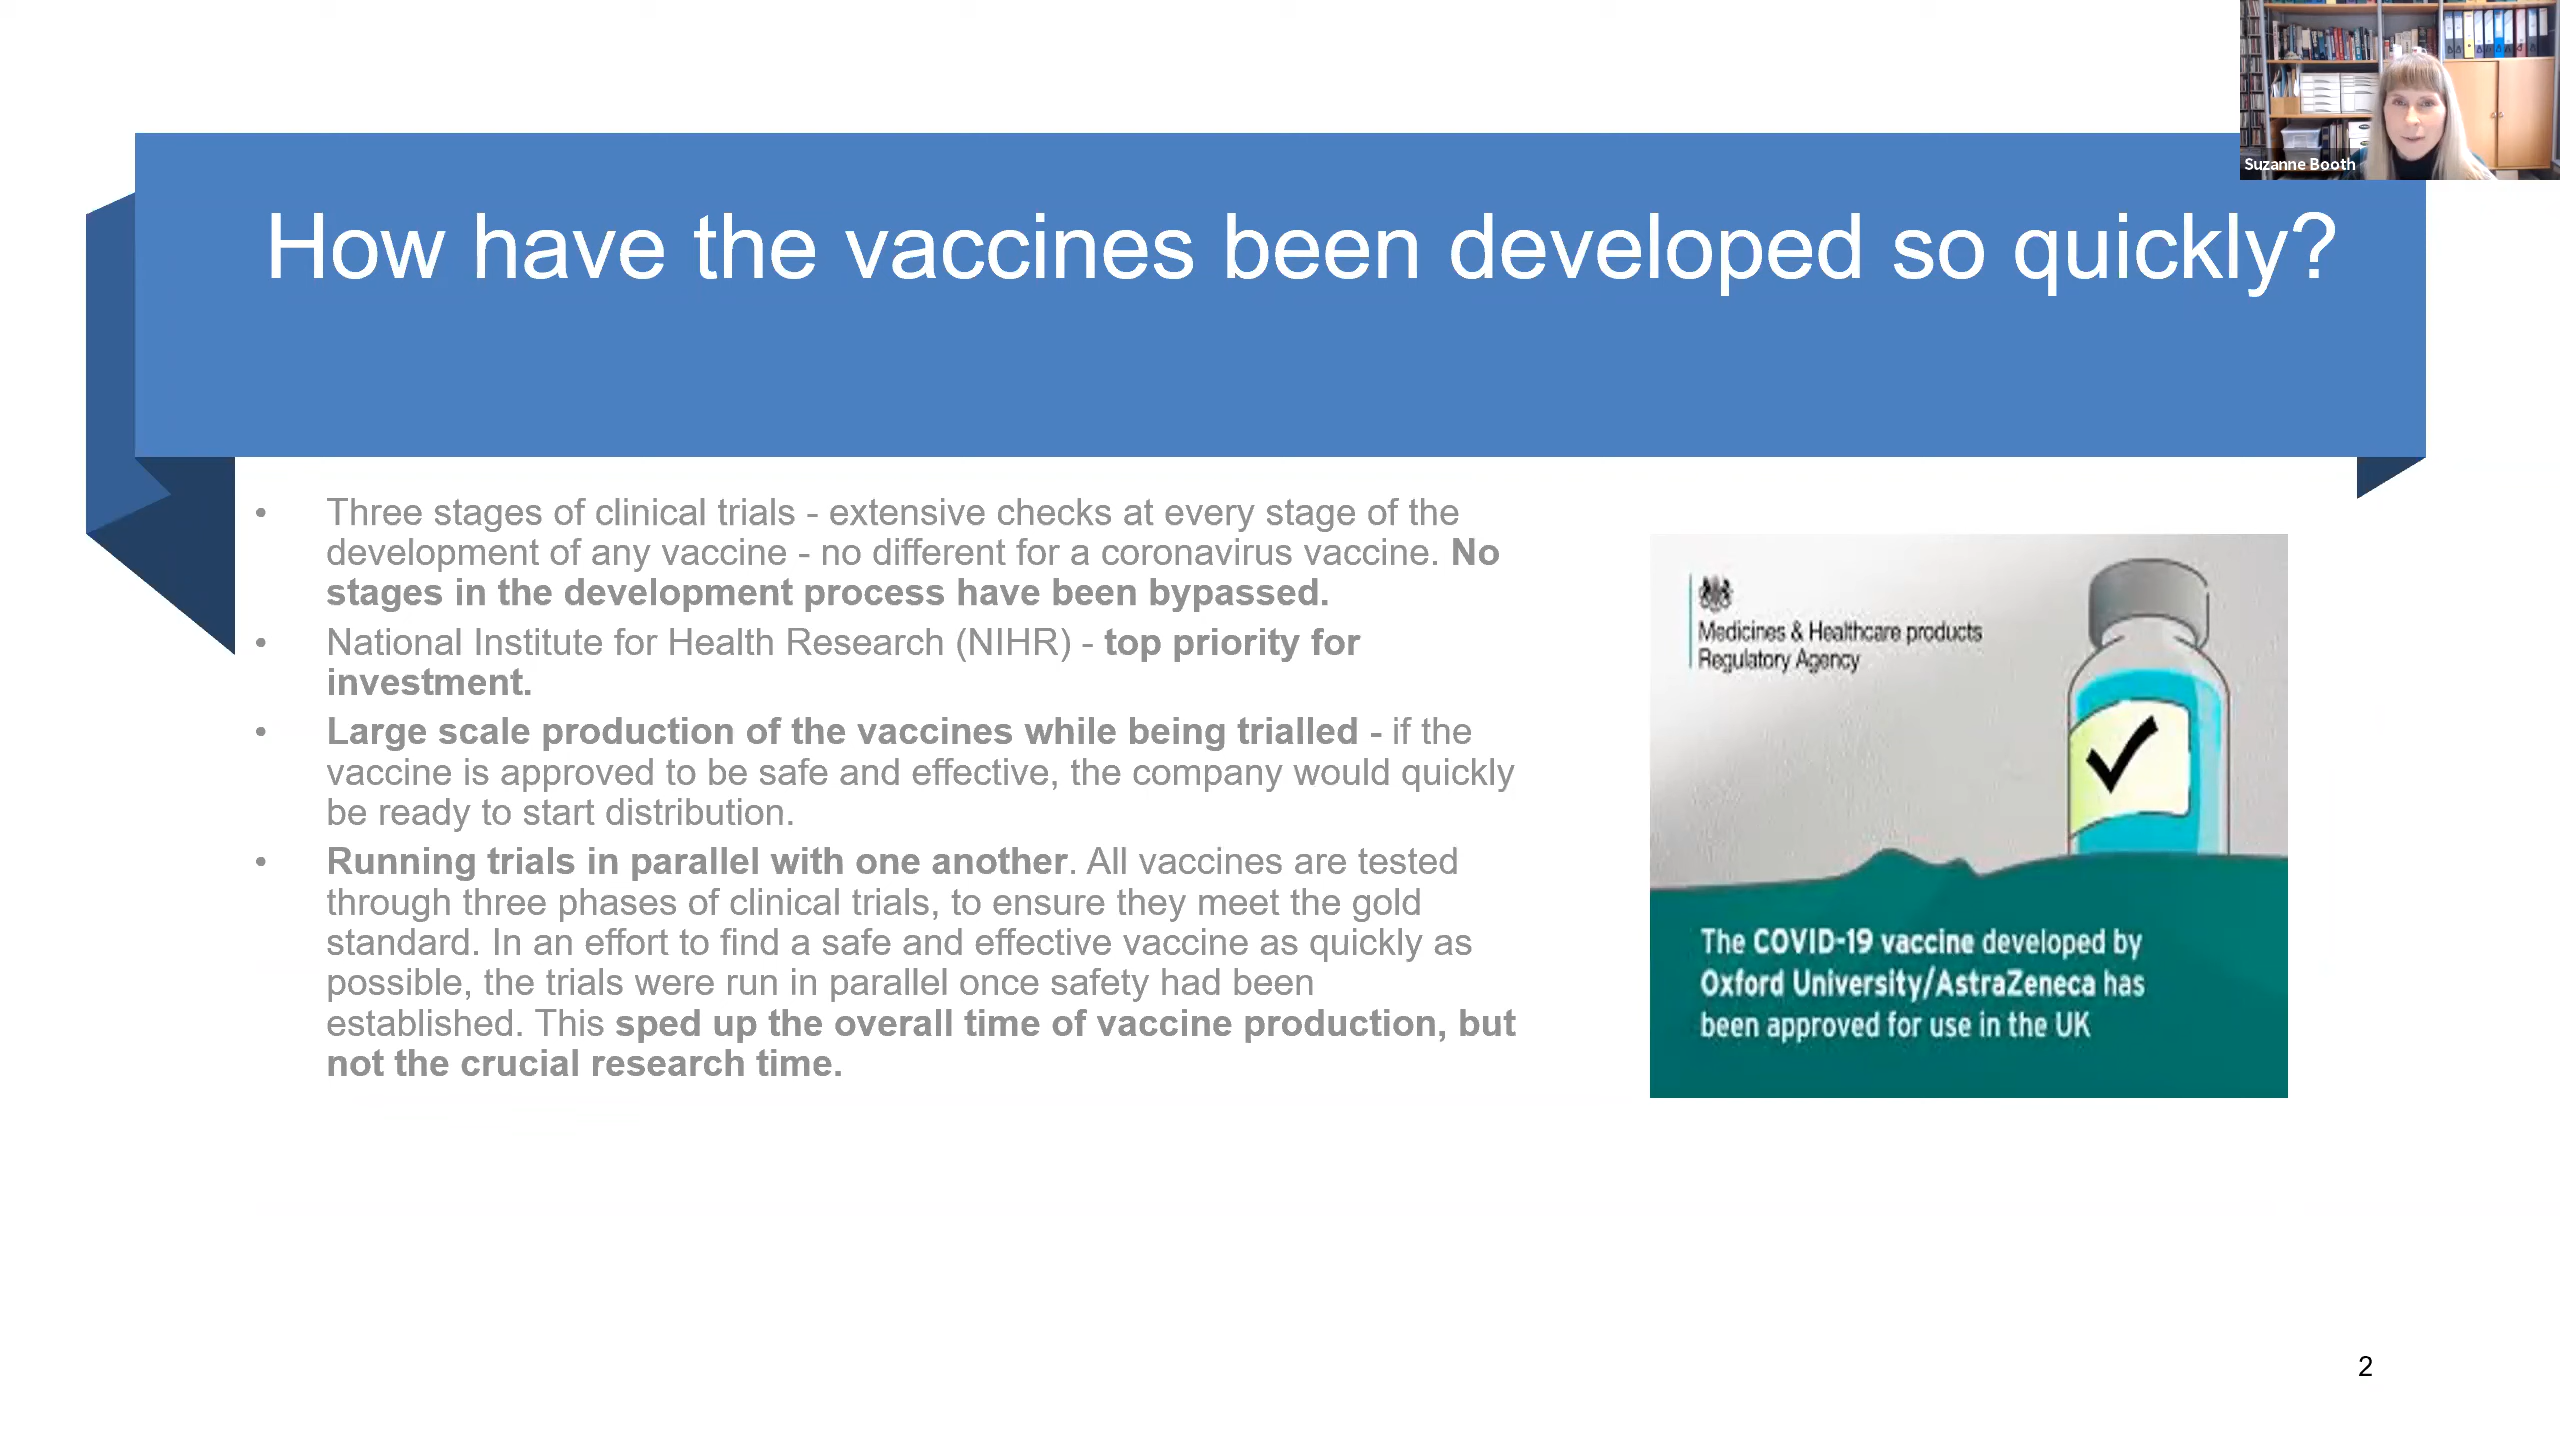 Suzanne Booth
How have the vaccines been developed so quickly?
• Three stages of clinical trials - extensive checks at every stage of the
development of any vaccine - no different for a coronavirus vaccine. No
stages in the development process have been bypassed.
• National Institute for Health Research (NIHR) - top priority for
investment.
• Large scale production of the vaccines while being trialled - if the
vaccine is approved to be safe and effective, the company would quickly
be ready to start distribution.
• Running trials in parallel with one another. All vaccines are tested
through three phases of clinical trials, to ensure they meet the gold
standard. In an effort to find a safe and effective vaccine as quickly as
possible, the trials were run in parallel once safety had been
established. This sped up the overall time of vaccine production, but
not the crucial research time.
Medicines & Healthcare products
Regulatory Agency
The COVID-19 vaccine developed by
Oxford University/AstraZeneca has
been approved for use in the UK
2